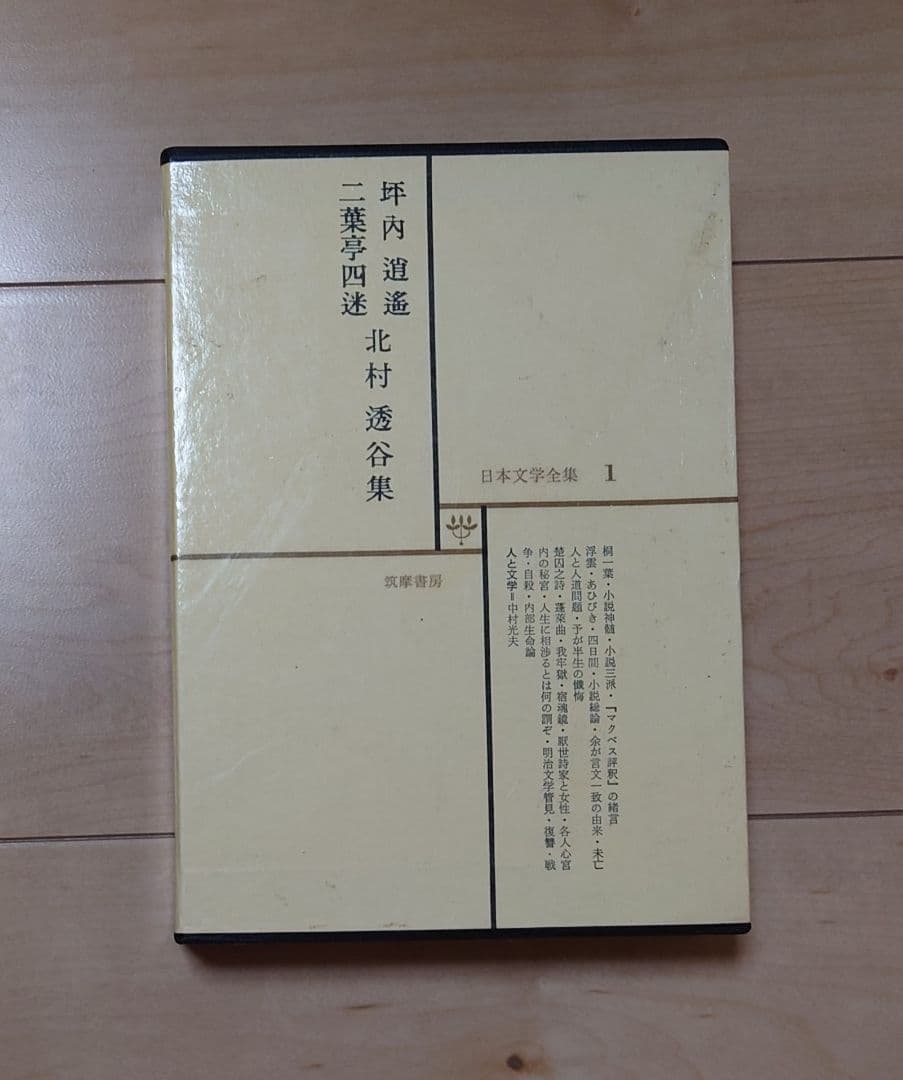 坪內逍遙
二葉亭四迷
北村透谷集
日本文学全集 1
筑摩書房
桐一葉・小説神髄・小説三派・『マクベス評釈』の緒言
浮雲・あひびき・四日間・小説総論・余が言文一致の由来・未亡
人と人道問題・予が半生の懺悔
楚囚之詩・蓬萊曲・我牢獄・宿魂鏡・厭世詩家と女性・各人心宮
内の秘宮・人生に相渉るとは何の謂ぞ・明治文学管見・復讐・戦
争・自殺・内部生命論
人と文学=中村光夫